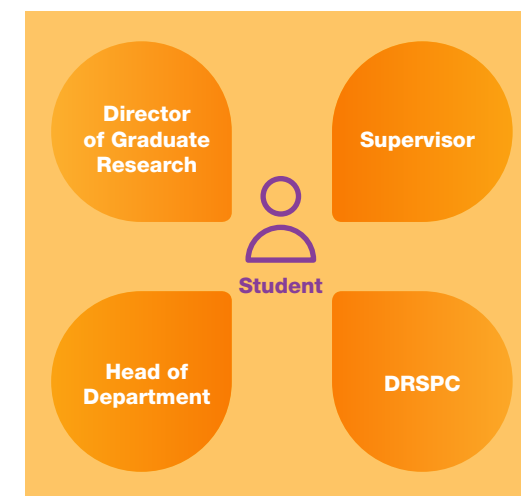 Director
of Graduate
Research
Supervisor
Student
Head of
Department
DRSPC